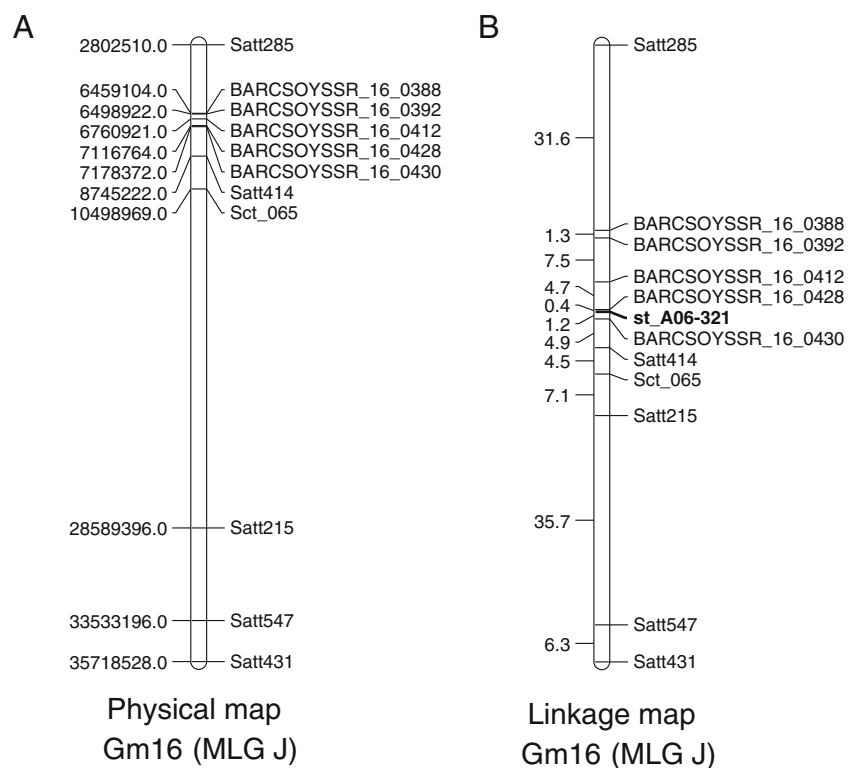 A
2802510.0 Satt285
6459104.0 BARCSOYSSR_16_0388
6498922.0 BARCSOYSSR_16_0392
6760921.0 BARCSOYSSR_16_0412
7116764.0 BARCSOYSSR_16_0428
7178372.0 BARCSOYSSR_16_0430
8745222.0 Satt414
10498969.0 Sct_065
28589396.0 Satt215
33533196.0 Satt547
35718528.0 Satt431
Physical map
Gm16 (MLG J)
B
Satt285
31.6
BARCSOYSSR_16_0388
1.3
BARCSOYSSR_16_0392
7.5
BARCSOYSSR_16_0412
4.7
BARCSOYSSR_16_0428
0.4
st_A06-321
1.2
BARCSOYSSR_16_0430
4.9
Satt414
4.5
Sct_065
7.1
Satt215
35.7
Satt547
6.3
Satt431
Linkage map
Gm16 (MLG J)